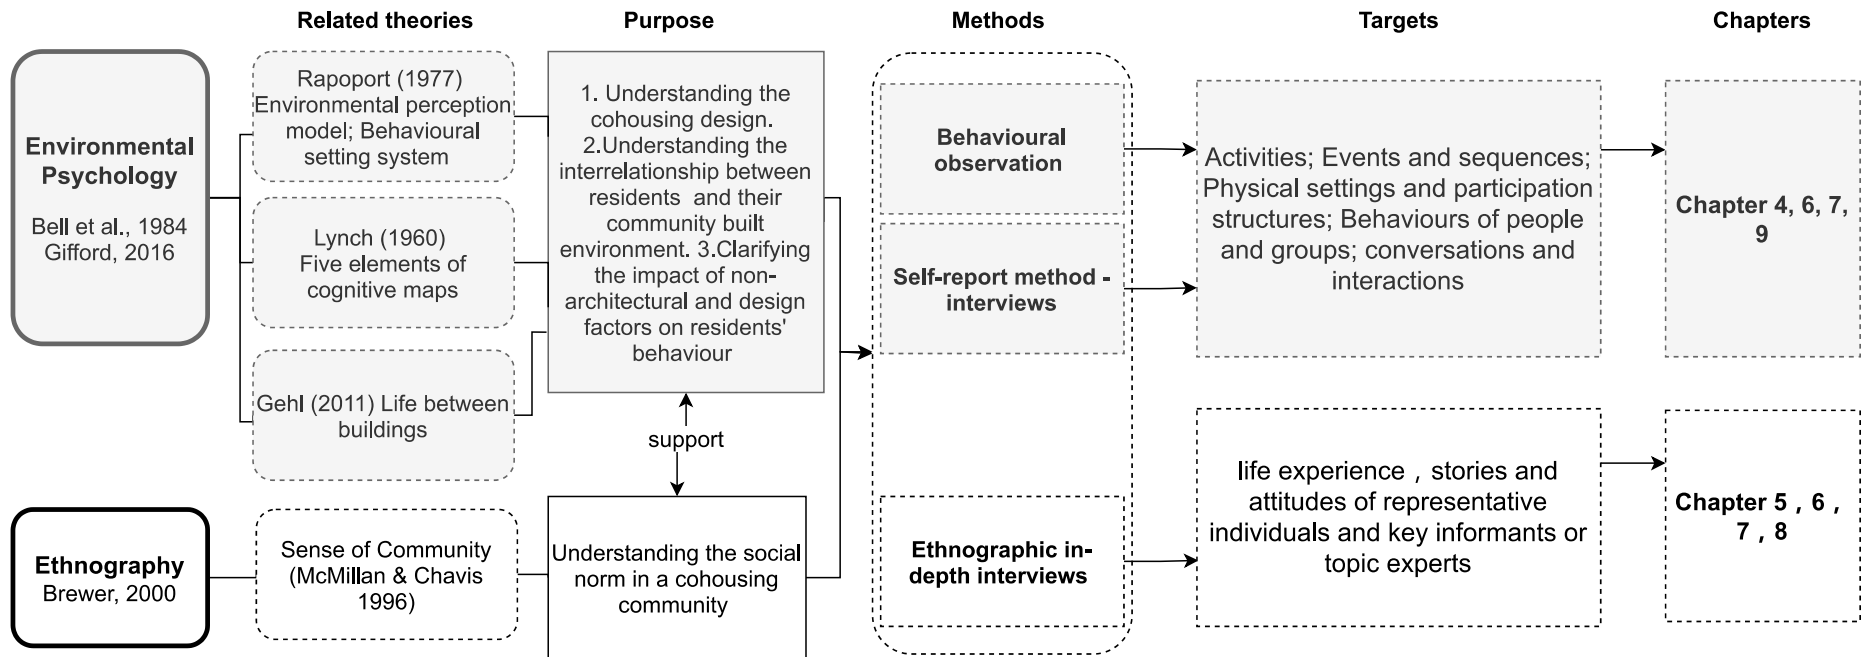 Related theories
Purpose
Methods
Targets
Chapters
Environmental
Psychology
Bell et al., 1984
Gifford, 2016
Rapoport (1977)
Environmental perception
model; Behavioural
setting system
Lynch (1960)
Five elements of
cognitive maps
Gehl (2011) Life between
buildings
1. Understanding the
cohousing design.
2.Understanding the
interrelationship between
residents and their
community built
environment. 3.Clarifying
the impact of non-
architectural and design
factors on residents'
behaviour
Behavioural
observation
Self-report method -
interviews
Activities; Events and sequences;
Physical settings and participation
structures; Behaviours of people
and groups; conversations and
interactions
Chapter 4, 6, 7,
9
support
Ethnography
Brewer, 2000
Sense of Community
(McMillan & Chavis
1996)
Understanding the social
norm in a cohousing
community
Ethnographic in-
depth interviews
life experience , stories and
attitudes of representative
individuals and key informants or
topic experts
Chapter 5 , 6 ,
7 , 8